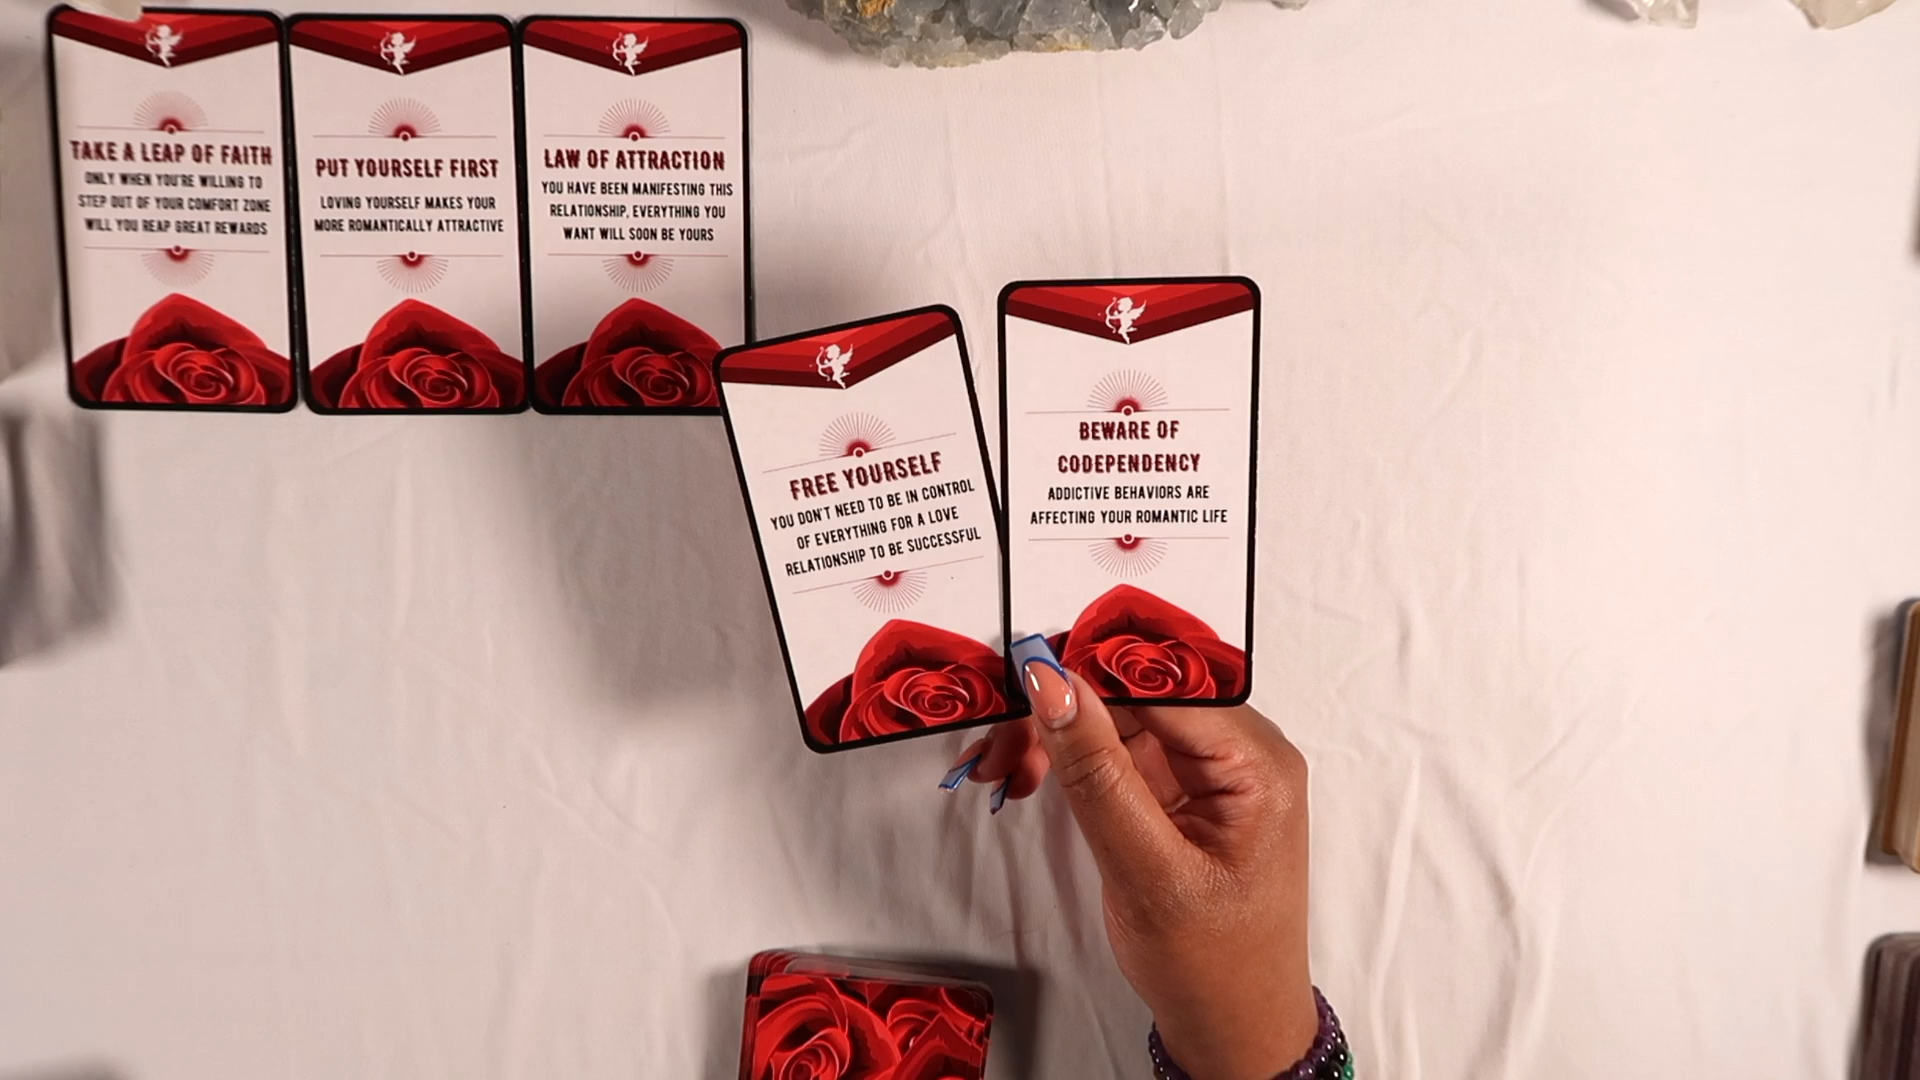 TAKE A LEAP OF FAITH
ONLY WHEN YOU'RE WILLING TO
STEP OUT OF YOUR COMFORT ZONE
WILL YOU REAP GREAT REWARDS
PUT YOURSELF FIRST
LOVING YOURSELF MAKES YOUR
MORE ROMANTICALLY ATTRACTIVE
LAW OF ATTRACTION
YOU HAVE BEEN MANIFESTING THIS
RELATIONSHIP, EVERYTHING YOU
WANT WILL SOON BE YOURS
FREE YOURSELF
YOU DON'T NEED TO BE IN CONTROL
OF EVERYTHING FOR A LOVE
RELATIONSHIP TO BE SUCCESSFUL
BEWARE OF
CODEPENDENCY
ADDICTIVE BEHAVIORS ARE
AFFECTING YOUR ROMANTIC LIFE